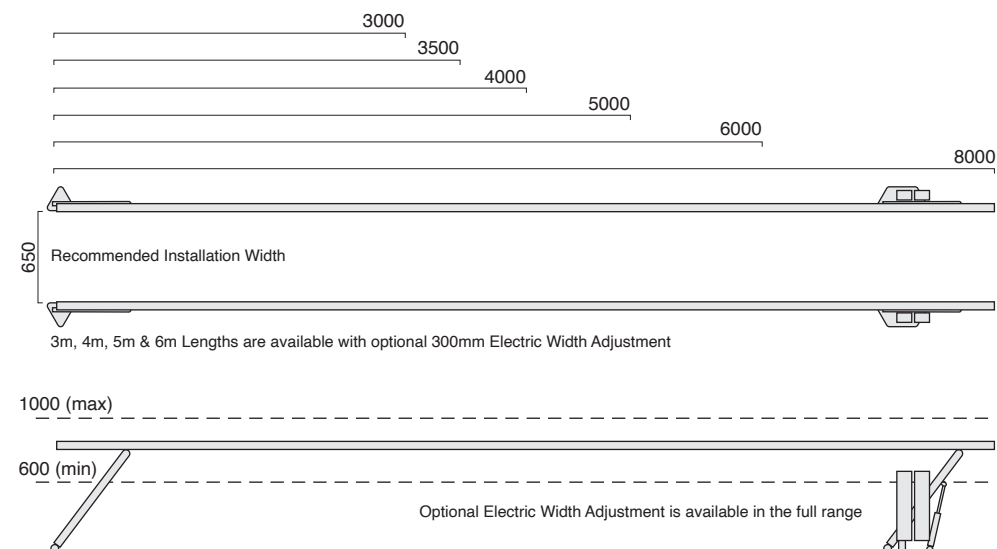 3000
3500
4000
5000
6000
8000
650
Recommended Installation Width
3m, 4m, 5m & 6m Lengths are available with optional 300mm Electric Width Adjustment
1000 (max)
600 (min)
Optional Electric Width Adjustment is available in the full range